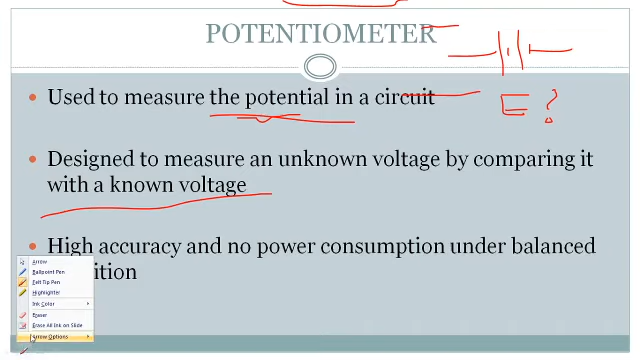 POTENTIOMETER
E ?
Used to measure the potential in a circuit
Designed to measure an unknown voltage by comparing it
with a known voltage
High accuracy and no power consumption under balanced
ition
Arrow
Ballpoint Pen
Felt Tip Pen
Highlighter
Ink Color
Eraser
Erase All Ink on Slide
Arrow Options